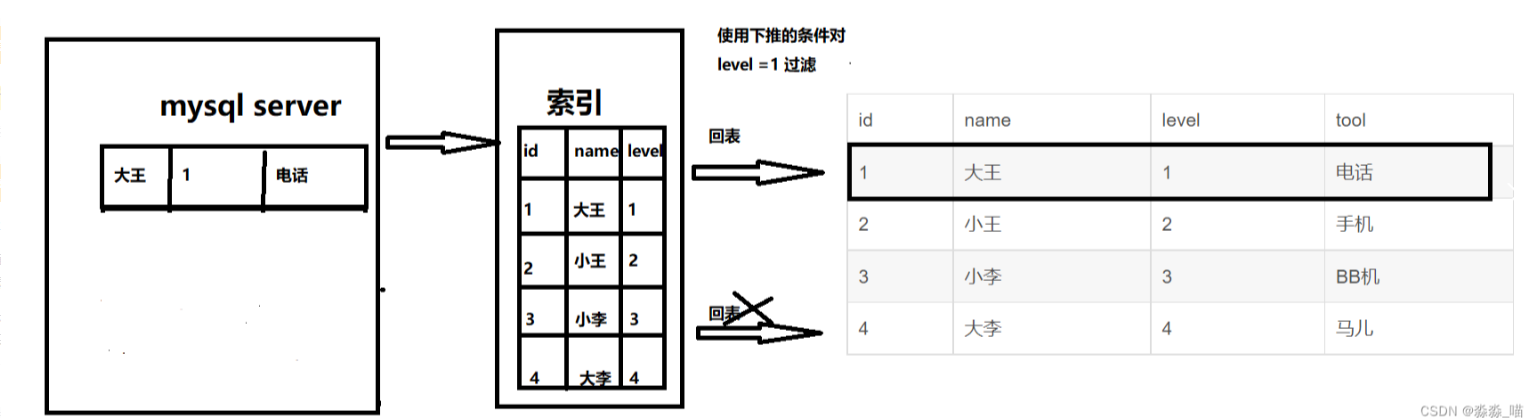 使用下推的条件对
level =1 过滤
mysql server
大王 1 电话
索引
id name level
1 大王 1
2 小王 2
3 小李 3
4 大李 4
回表
回表
id name level tool
1 大王 1 电话
2 小王 2 手机
3 小李 3 BB机
4 大李 4 马儿
CSDN @淼淼_喵